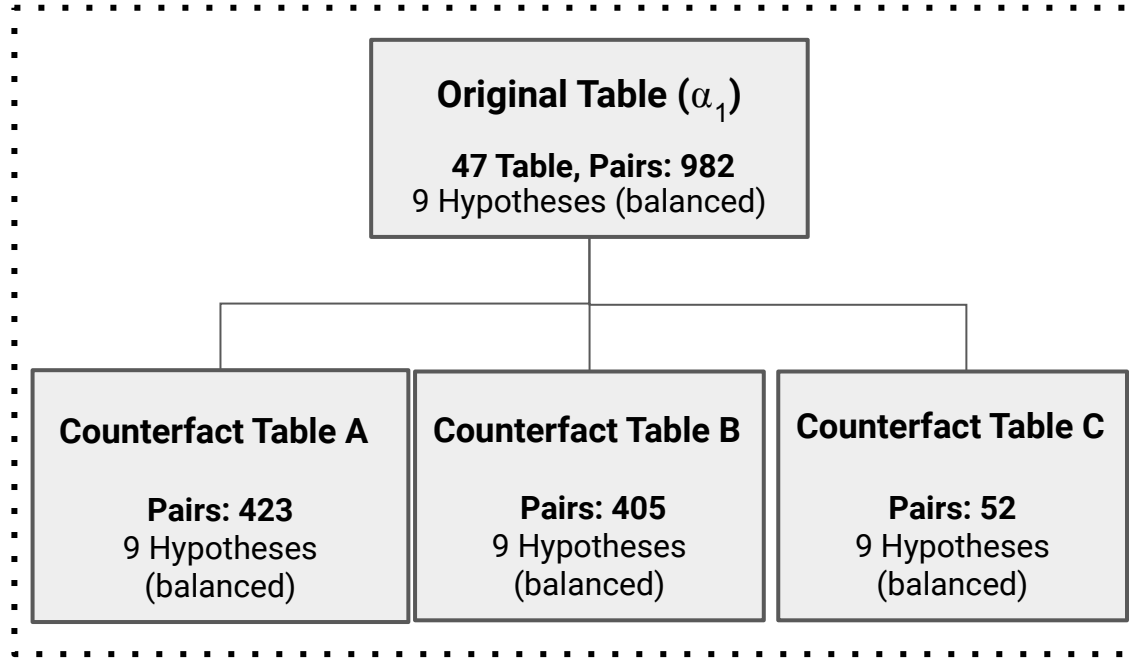 Original Table (α₁)
47 Table, Pairs: 982
9 Hypotheses (balanced)
Counterfact Table A
Pairs: 423
9 Hypotheses
(balanced)
Counterfact Table B
Pairs: 405
9 Hypotheses
(balanced)
Counterfact Table C
Pairs: 52
9 Hypotheses
(balanced)